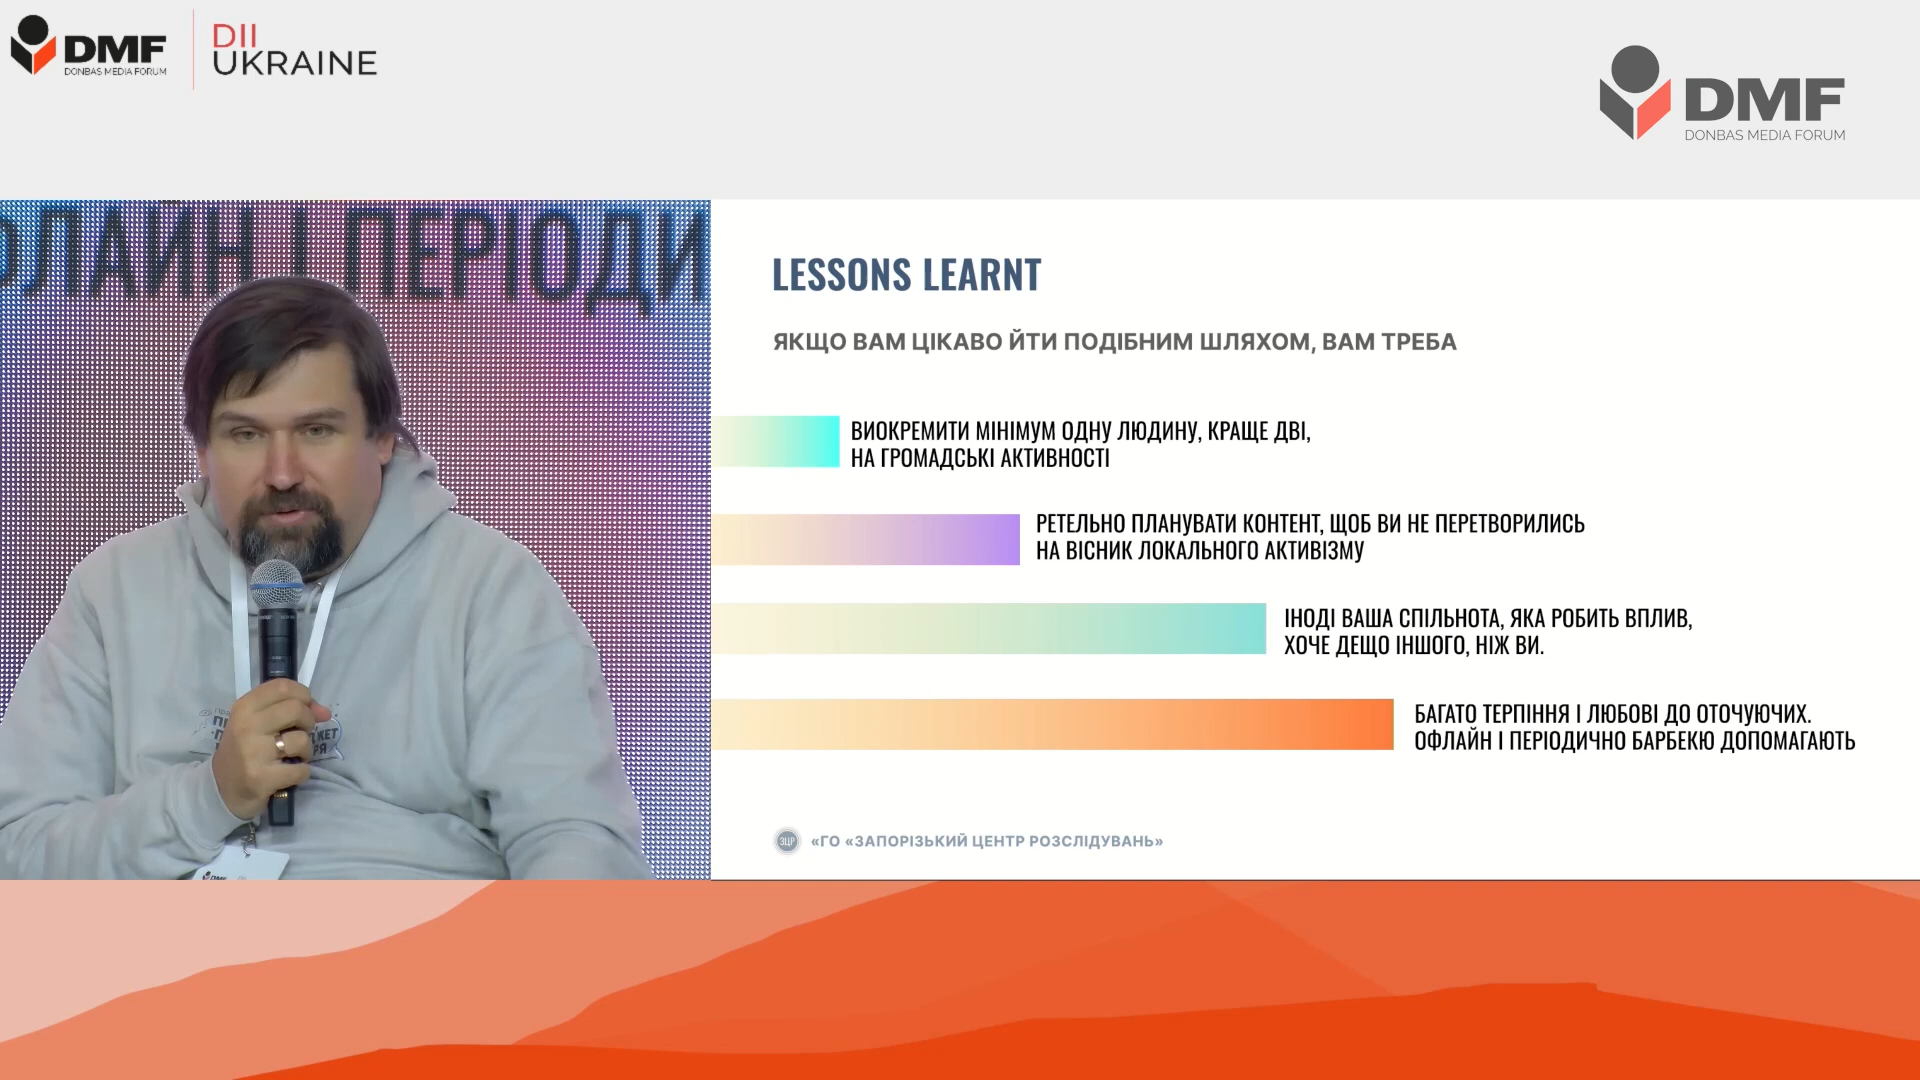 DMF
DONBAS MEDIA FORUM
DII
UKRAINE
DMF
DONBAS MEDIA FORUM
ОЛАЙН І ПЕРІОДИ
LESSONS LEARNT
ЯКЩО ВАМ ЦІКАВО ЙТИ ПОДІБНИМ ШЛЯХОМ, ВАМ ТРЕБА
ВИОКРЕМИТИ МІНІМУМ ОДНУ ЛЮДИНУ, КРАЩЕ ДВІ,
НА ГРОМАДСЬКІ АКТИВНОСТІ
РЕТЕЛЬНО ПЛАНУВАТИ КОНТЕНТ, ЩОБ ВИ НЕ ПЕРЕТВОРИЛИСЬ
НА ВІСНИК ЛОКАЛЬНОГО АКТИВІЗМУ
ІНОДІ ВАША СПІЛЬНОТА, ЯКА РОБИТЬ ВПЛИВ,
ХОЧЕ ДЕЩО ІНШОГО, НІЖ ВИ.
БАГАТО ТЕРПІННЯ І ЛЮБОВІ ДО ОТОЧУЮЧИХ.
ОФЛАЙН І ПЕРІОДИЧНО БАРБЕКЮ ДОПОМАГАЮТЬ
ЗЦР
«ГО «ЗАПОРІЗЬКИЙ ЦЕНТР РОЗСЛІДУВАНЬ»